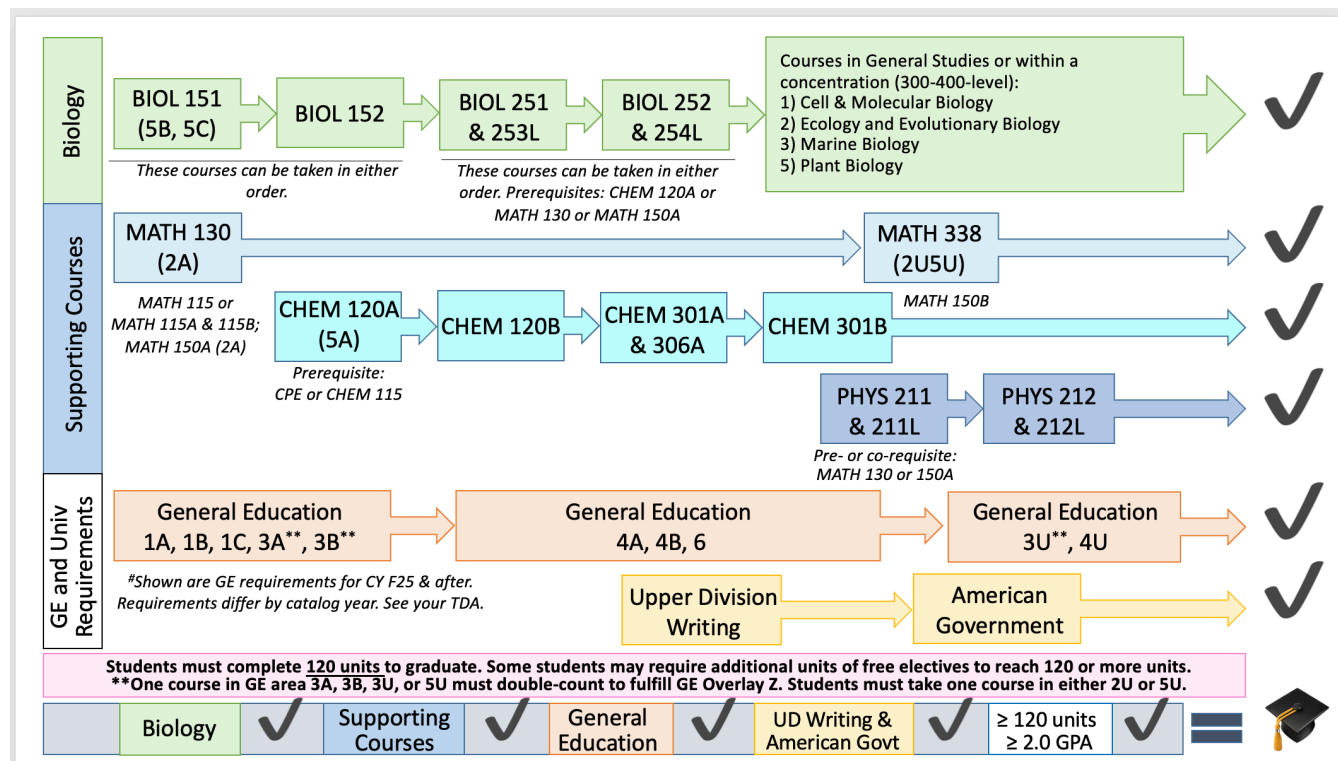 Biology
BIOL 151
(5B, 5C)
BIOL 152
These courses can be taken in either
order.
BIOL 251
& 253L
BIOL 252
& 254L
These courses can be taken in either
order. Prerequisites: CHEM 120A or
MATH 130 or MATH 150A
Courses in General Studies or within a
concentration (300-400-level):
1) Cell & Molecular Biology
2) Ecology and Evolutionary Biology
3) Marine Biology
5) Plant Biology
Supporting Courses
MATH 130
(2A)
MATH 115 or
MATH 115A & 115B;
MATH 150A (2A)
MATH 338
(2U5U)
MATH 150B
CHEM 120A
(5A)
Prerequisite:
CPE or CHEM 115
CHEM 120B
CHEM 301A
& 306A
CHEM 301B
PHYS 211
& 211L
Pre- or co-requisite:
MATH 130 or 150A
PHYS 212
& 212L
GE and Univ
Requirements
General Education
1A, 1B, 1C, 3A**, 3B**
General Education
4A, 4B, 6
General Education
3U**, 4U
#Shown are GE requirements for CY F25 & after.
Requirements differ by catalog year. See your TDA.
Upper Division
Writing
American
Government
Students must complete 120 units to graduate. Some students may require additional units of free electives to reach 120 or more units.
**One course in GE area 3A, 3B, 3U, or 5U must double-count to fulfill GE Overlay Z. Students must take one course in either 2U or 5U.
Biology
Supporting
Courses
General
Education
UD Writing &
American Govt
≥ 120 units
≥ 2.0 GPA